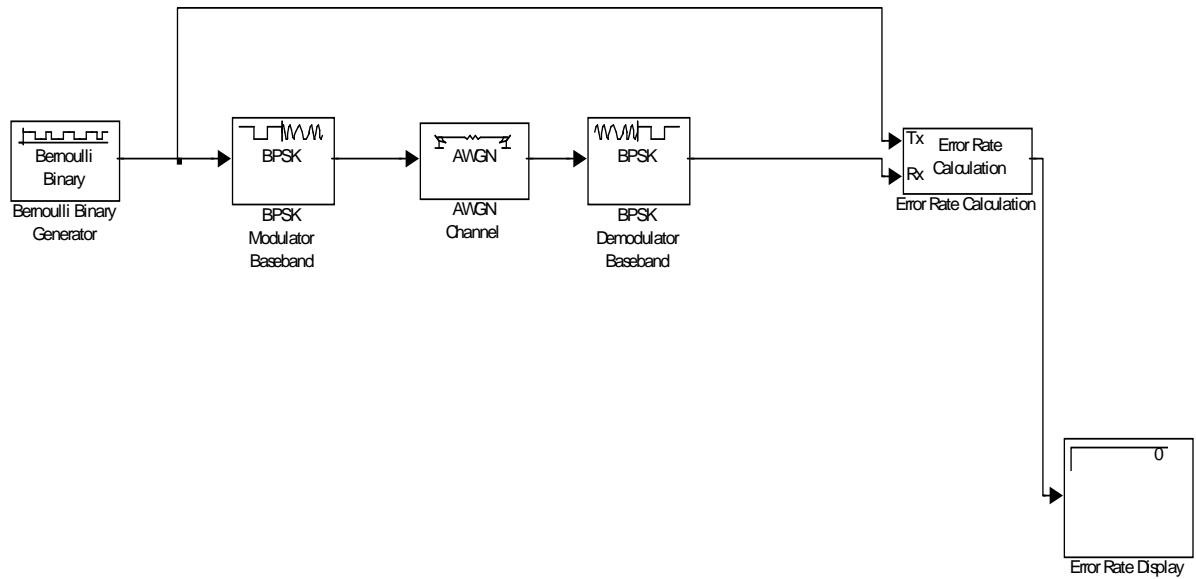 Bernoulli
Binary
Bernoulli Binary
Generator
BPSK
BPSK
Modulator
Baseband
AWGN
AWGN
Channel
BPSK
BPSK
Demodulator
Baseband
Tx
Rx
Error Rate
Calculation
Error Rate Calculation
0
Error Rate Display